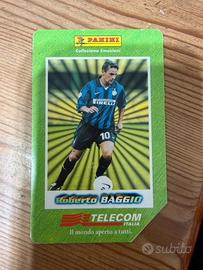 PANINI
Collezione Emozioni
PIRELLI
10
Roberto BAGGIO
TELECOM
ITALIA
Il mondo aperto a tutti.
subito